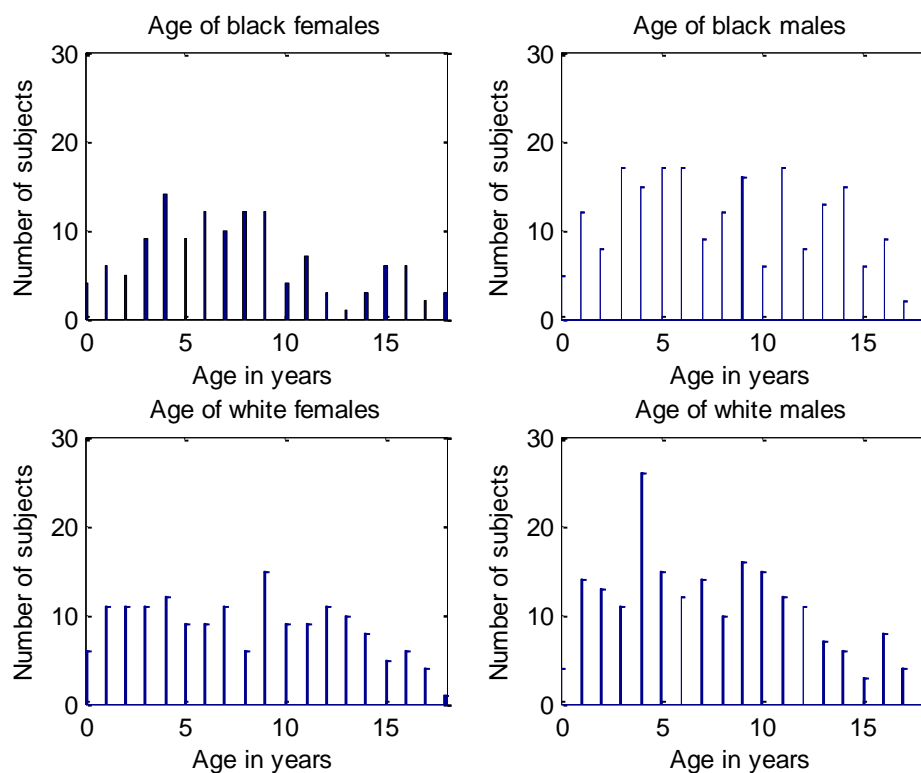 Age of black females
30
20
10
0
Number of subjects
0 5 10 15
Age in years
Age of black males
30
20
10
0
Number of subjects
0 5 10 15
Age in years
Age of white females
30
20
10
0
Number of subjects
0 5 10 15
Age in years
Age of white males
30
20
10
0
Number of subjects
0 5 10 15
Age in years